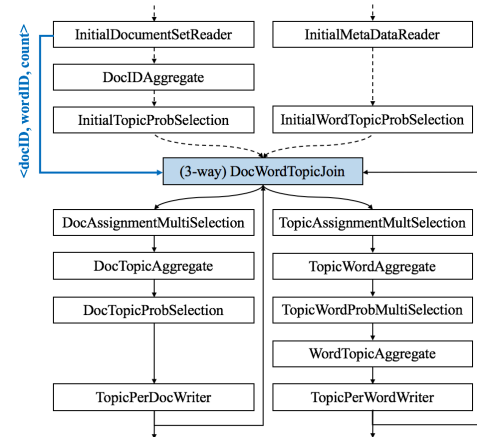 <docID, wordID, count>
InitialDocumentSetReader
InitialMetaDataReader
DocIDAggregate
InitialTopicProbSelection
InitialWordTopicProbSelection
(3-way) DocWordTopicJoin
DocAssignmentMultiSelection
TopicAssignmentMultSelection
DocTopicAggregate
TopicWordAggregate
DocTopicProbSelection
TopicWordProbMultiSelection
WordTopicAggregate
TopicPerDocWriter
TopicPerWordWriter